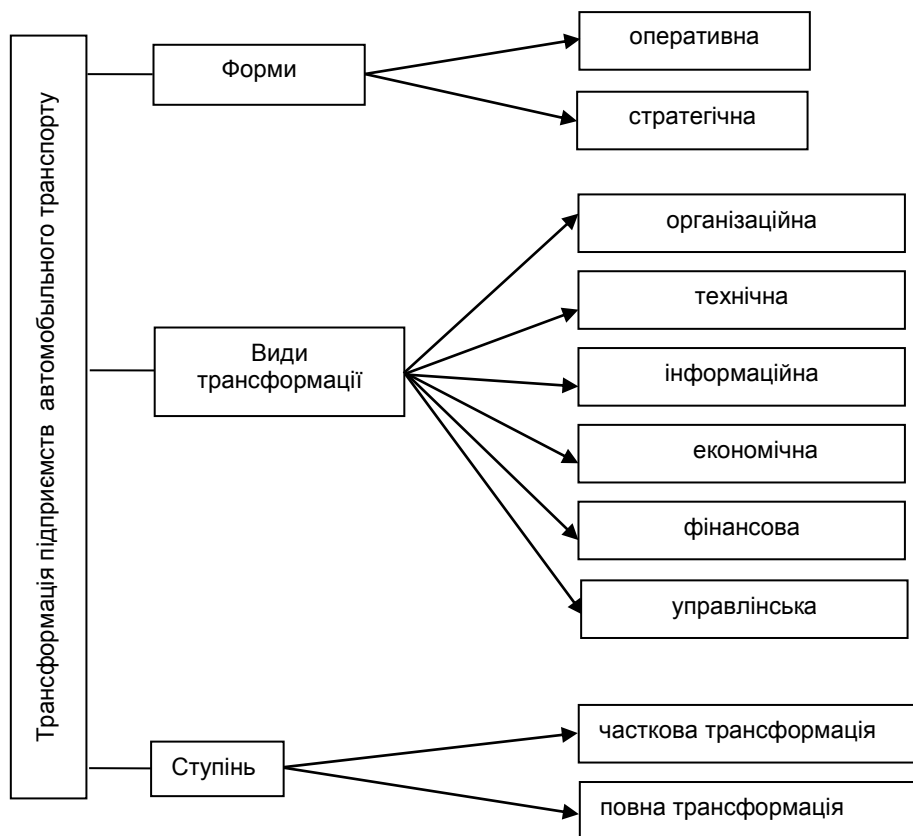 Трансформація підприємств автомобыльного транспорту
Форми
оперативна
стратегічна
Види
трансформації
організаційна
технічна
інформаційна
економічна
фінансова
управлінська
Ступінь
часткова трансформація
повна трансформація